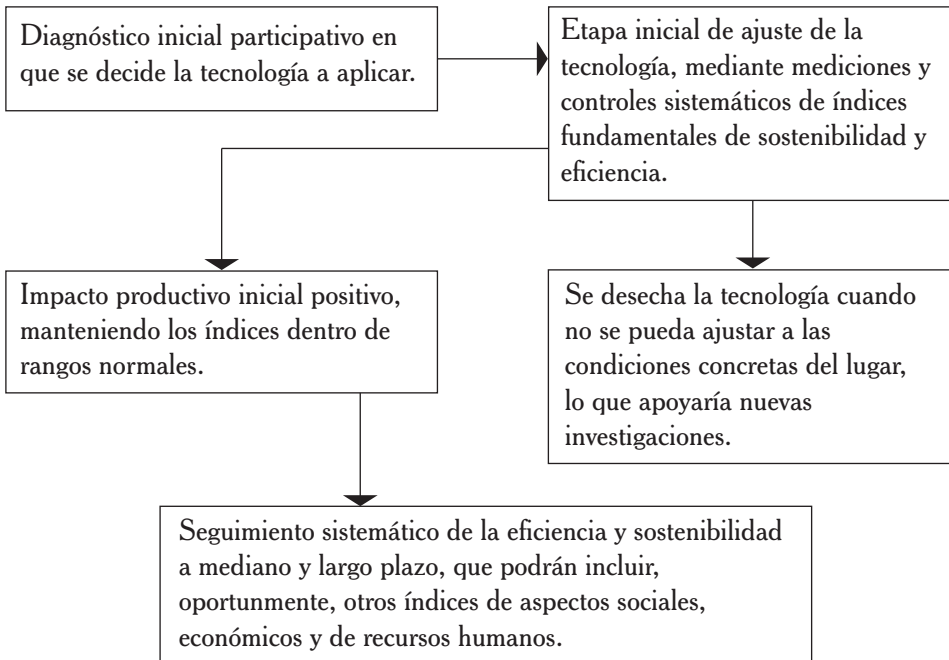 Diagnóstico inicial participativo en
que se decide la tecnología a aplicar.
Etapa inicial de ajuste de la
tecnología, mediante mediciones y
controles sistemáticos de índices
fundamentales de sostenibilidad y
eficiencia.
Impacto productivo inicial positivo,
manteniendo los índices dentro de
rangos normales.
Se desecha la tecnología cuando
no se pueda ajustar a las
condiciones concretas del lugar,
lo que apoyaría nuevas
investigaciones.
Seguimiento sistemático de la eficiencia y sostenibilidad
a mediano y largo plazo, que podrán incluir,
oportunmente, otros índices de aspectos sociales,
económicos y de recursos humanos.